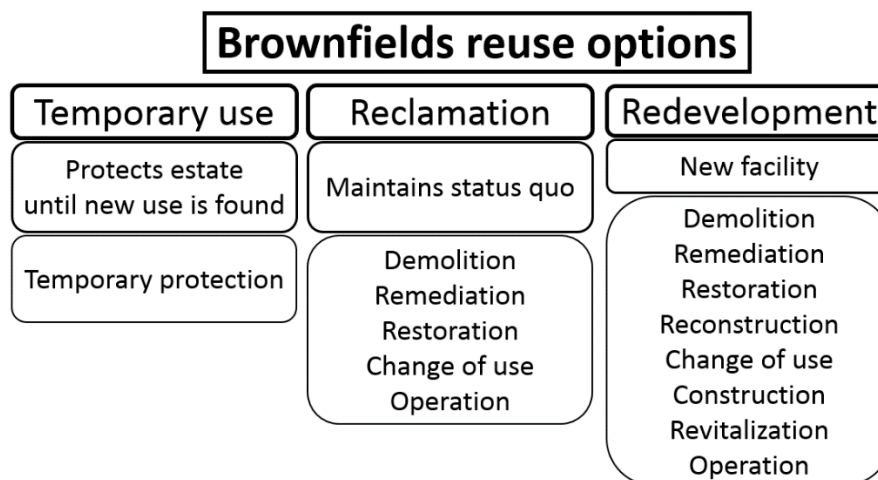 Brownfields reuse options
Temporary use
Protects estate
until new use is found
Temporary protection
Reclamation
Maintains status quo
Demolition
Remediation
Restoration
Change of use
Operation
Redevelopment
New facility
Demolition
Remediation
Restoration
Reconstruction
Change of use
Construction
Revitalization
Operation